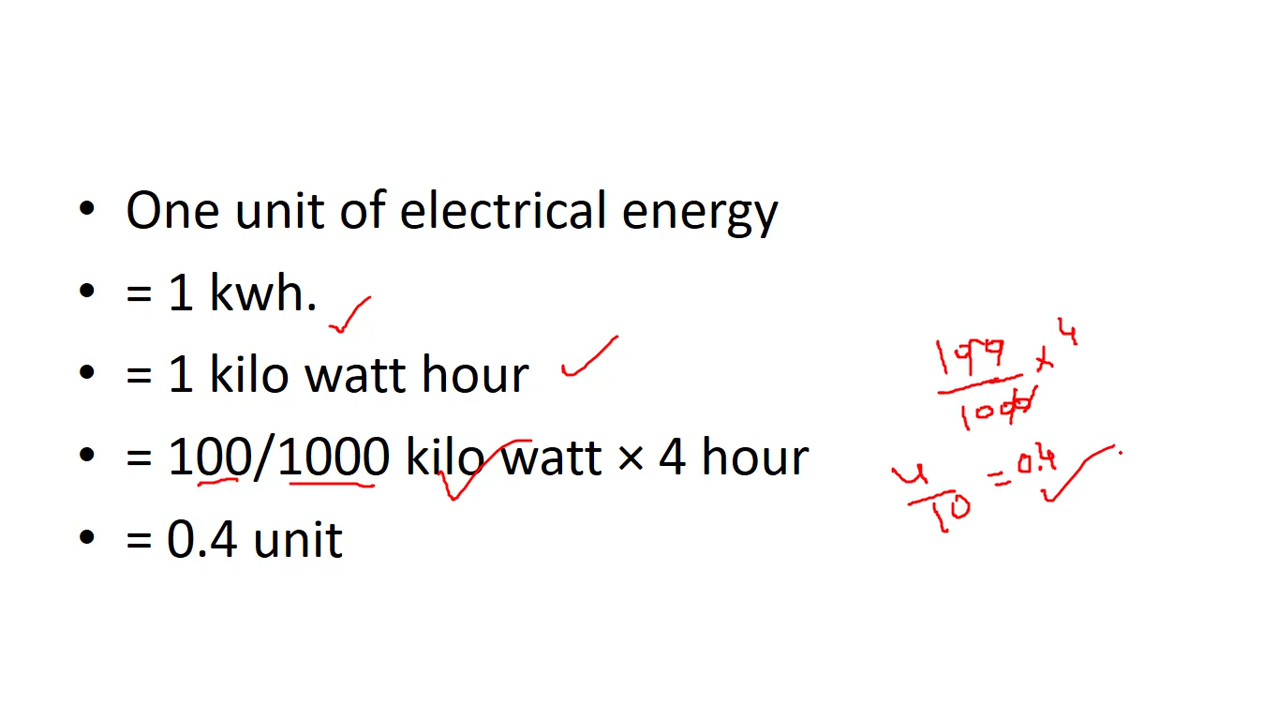 • One unit of electrical energy
• = 1 kwh.
• = 1 kilo watt hour
• = 100/1000 kilo watt × 4 hour
• = 0.4 unit
100/1000 × 4
4/10 = 0.4